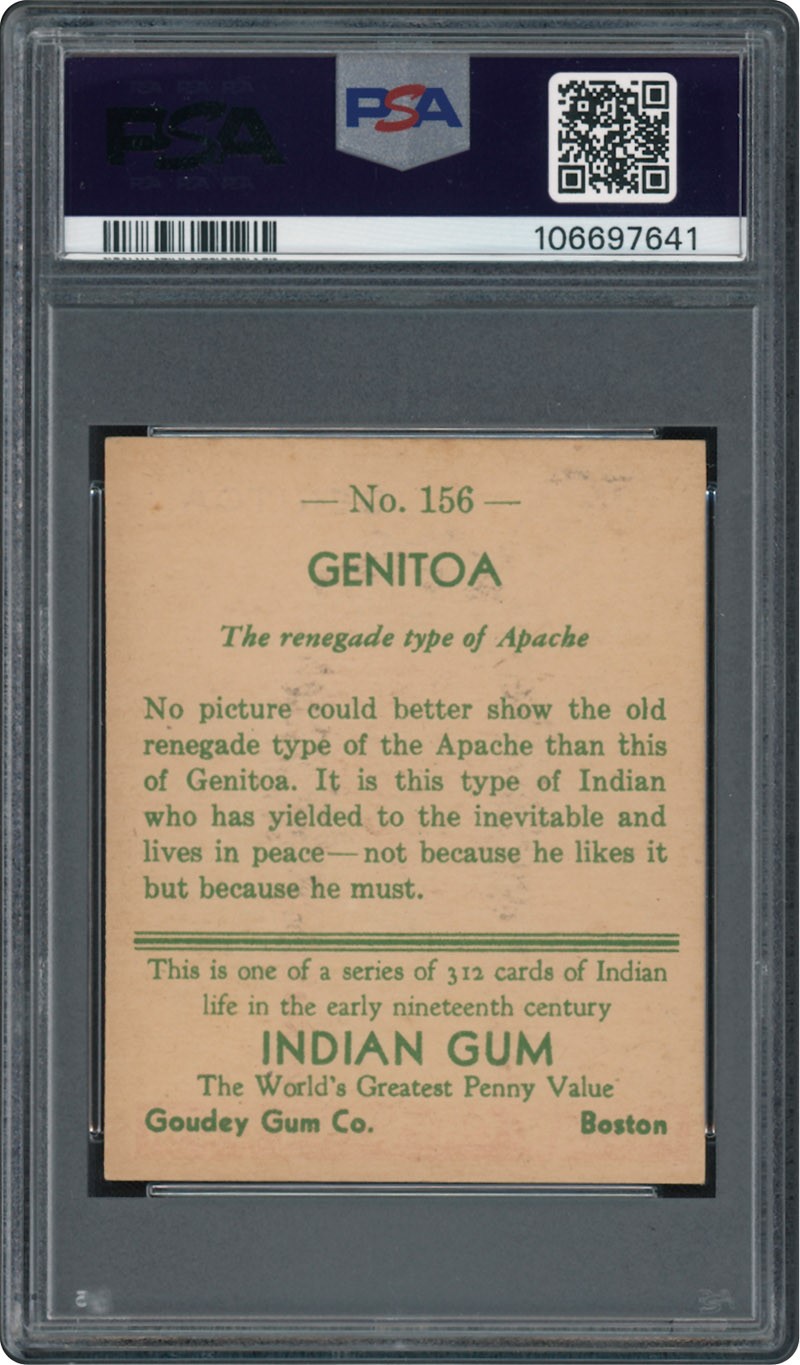 PSA
PSA
106697641
— No. 156 —
GENITOA
The renegade type of Apache
No picture could better show the old
renegade type of the Apache than this
of Genitoa. It is this type of Indian
who has yielded to the inevitable and
lives in peace—not because he likes it
but because he must.
This is one of a series of 312 cards of Indian
life in the early nineteenth century
INDIAN GUM
The World's Greatest Penny Value
Goudey Gum Co. Boston